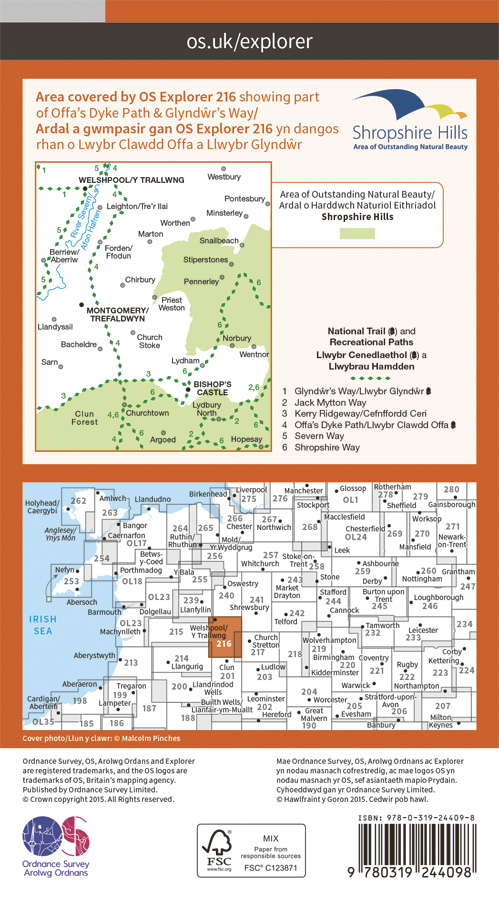 os.uk/explorer
Area covered by OS Explorer 216 showing part
of Offa's Dyke Path & Glyndŵr's Way/
Ardal a gwmpasir gan OS Explorer 216 yn dangos
rhan o Lwybr Clawdd Offa a Llwybr Glyndŵr
Shropshire Hills
Area of Outstanding Natural Beauty
1
5
4
Westbury
WELSHPOOL/Y TRALLWNG
1
Pontesbury
Leighton/Tre'r llai
Minsterley
River Severn/
Afon Hafren
Worthen
5
Marton
Snailbeach
4
Forden/
Ffodun
Berriew/
Aberriw
Stiperstones
4
5
Chirbury
Pennerley
6
Priest
Weston
MONTGOMERY/
TREFALDWYN
Llandyssil
Church
Stoke
Norbury
Bacheldre
4
6
Wentnor
Sarn
Lydham
3
6
BISHOP'S
CASTLE
3
6
2,6
Clun
Forest
4,6
Churchtown
Lydbury
North
2
6
4
Argoed
6
2
Hopesay
6
Area of Outstanding Natural Beauty/
Ardal o Harddwch Naturiol Eithriadol
Shropshire Hills
National Trail () and
Recreational Paths
Llwybr Cenedlaethol () a
Llwybrau Hamdden
1 Glyndŵr's Way/Llwybr Glyndŵr
2 Jack Mytton Way
3 Kerry Ridgeway/Cefnffordd Ceri
4 Offa's Dyke Path/Llwybr Clawdd Offa
5 Severn Way
6 Shropshire Way
Holyhead/
Caergybi
262
Amlwch
263
Llandudno
Birkenhead
Liverpool
275
Manchester
276
Glossop
OL1
Rotherham
278
Sheffield
279
280
Gainsborough
Anglesey/
Ynys Môn
Bangor
Caernarfon
OL17
264
265
266
Chester
267
Northwich
Stockport
268
Macclesfield
Chesterfield
OL24
269
Worksop
270
271
Mansfield
Newark-
on-Trent
254
Betws-
y-Coed
Ruthin/
Rhuthun
Mold/
Yr Wyddgrug
256
257
Whitchurch
Stoke-on-
Trent
258
Leek
Ashbourne
259
Derby
260
Nottingham
Grantham
247
Nefyn
253
Abersoch
Porthmadog
OL18
Y Bala
255
Oswestry
240
243
Market
Drayton
Stone
Stafford
244
Burton upon
Trent
245
Loughborough
246
IRISH
SEA
Barmouth
OL23
Dolgellau
OL23
239
Llanfyllin
241
Shrewsbury
242
Telford
Cannock
Tamworth
232
Leicester
233
234
Machynlleth
215
Welshpool/
Y Trallwng
216
Church
Stretton
217
Wolverhampton
218
219
Birmingham
220
Coventry
221
Rugby
222
Corby
Kettering
223
224
Aberystwyth
213
214
Llangurig
Clun
201
Ludlow
203
Kidderminster
Aberaeron
198
Tregaron
199
200
Llandrindod
Wells
Leominster
202
204
Worcester
Warwick
205
Stratford-upon-
Avon
206
Northampton
207
Cardigan/
Aberteifi
OL35
185
Lampeter
186
187
Builth Wells/
Llanfair-ym-Muallt
188
Hereford
Great
Malvern
190
Evesham
Banbury
Milton
Keynes
Cover photo/Llun y clawr: © Malcolm Pinches
Ordnance Survey, OS, Arolwg Ordans and Explorer
are registered trademarks, and the OS logos are
trademarks of OS, Britain's mapping agency.
Published by Ordnance Survey Limited.
© Crown copyright 2015. All Rights reserved.
Mae Ordnance Survey, OS, Arolwg Ordnans ac Explorer
yn nodau masnach cofrestredig, ac mae logos OS yn
nodau masnach yr OS, sef asiantaeth mapio Prydain.
Cyhoeddwyd gan yr Ordnance Survey Limited.
© Hawlfraint y Goron 2015. Cedwir pob hawl.
Ordnance Survey
Arolwg Ordnans
FSC
www.fsc.org
MIX
Paper from
responsible sources
FSC® C123871
ISBN: 978-0-319-24409-8
9 780319 244098